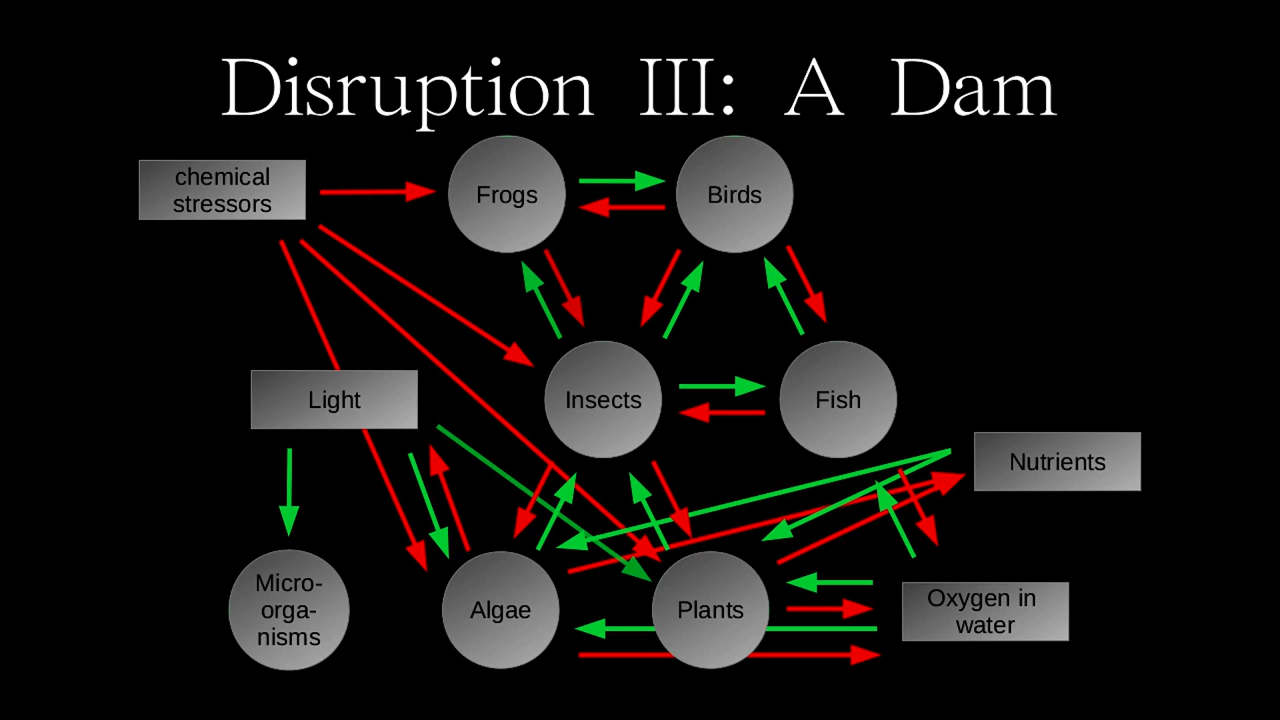 Disruption III: A Dam
chemical
stressors
Frogs
Birds
Light
Insects
Fish
Nutrients
Micro-
orga-
nisms
Algae
Plants
Oxygen in
water